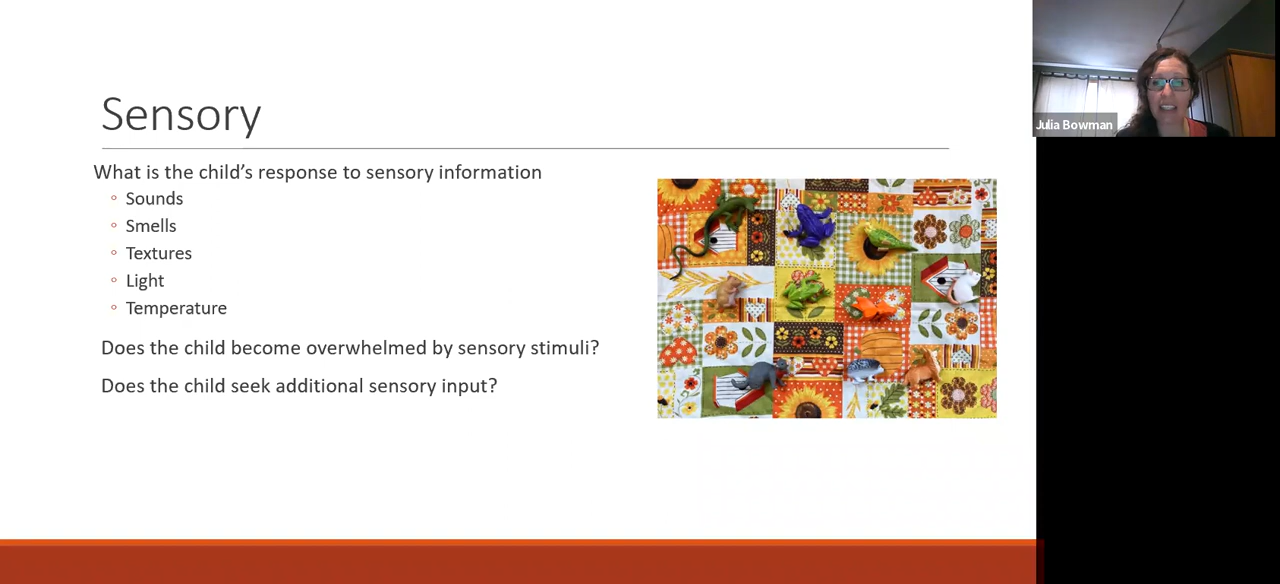 Sensory
What is the child's response to sensory information
◦ Sounds
◦ Smells
◦ Textures
◦ Light
◦ Temperature
Does the child become overwhelmed by sensory stimuli?
Does the child seek additional sensory input?
Julia Bowman